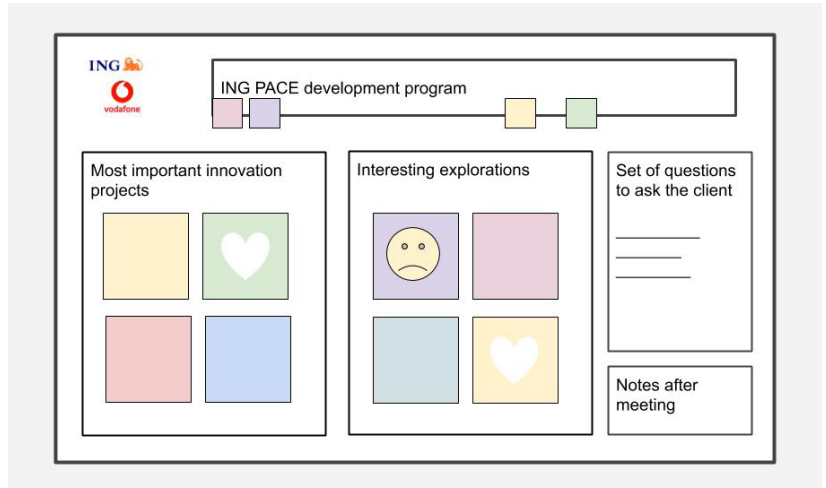 ING
vodafone
ING PACE development program
Most important innovation
projects
Interesting explorations
Set of questions
to ask the client
Notes after
meeting